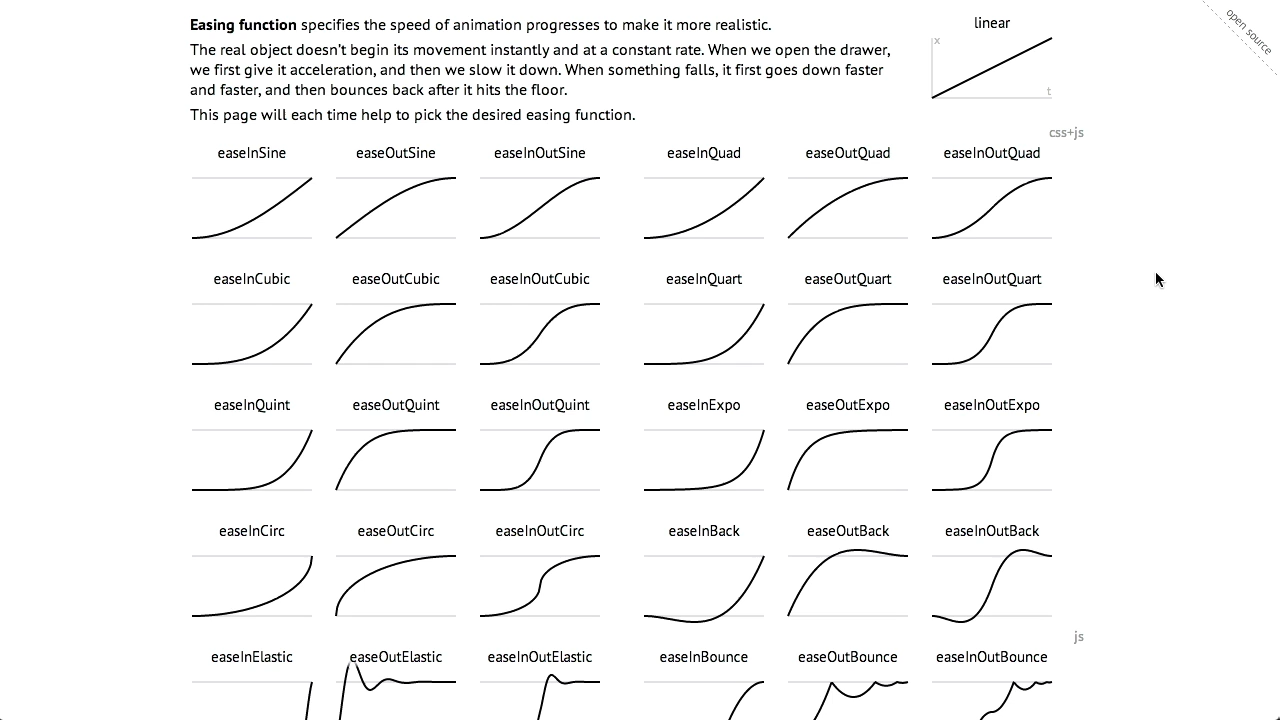 Easing function specifies the speed of animation progresses to make it more realistic.
The real object doesn't begin its movement instantly and at a constant rate. When we open the drawer,
we first give it acceleration, and then we slow it down. When something falls, it first goes down faster
and faster, and then bounces back after it hits the floor.
This page will each time help to pick the desired easing function.
linear
x
t
open source
css+js
easeInSine easeOutSine easeInOutSine easeInQuad easeOutQuad easeInOutQuad
easeInCubic easeOutCubic easeInOutCubic easeInQuart easeOutQuart easeInOutQuart
easeInQuint easeOutQuint easeInOutQuint easeInExpo easeOutExpo easeInOutExpo
easeInCirc easeOutCirc easeInOutCirc easeInBack easeOutBack easeInOutBack
js
easeInElastic easeOutElastic easeInOutElastic easeInBounce easeOutBounce easeInOutBounce